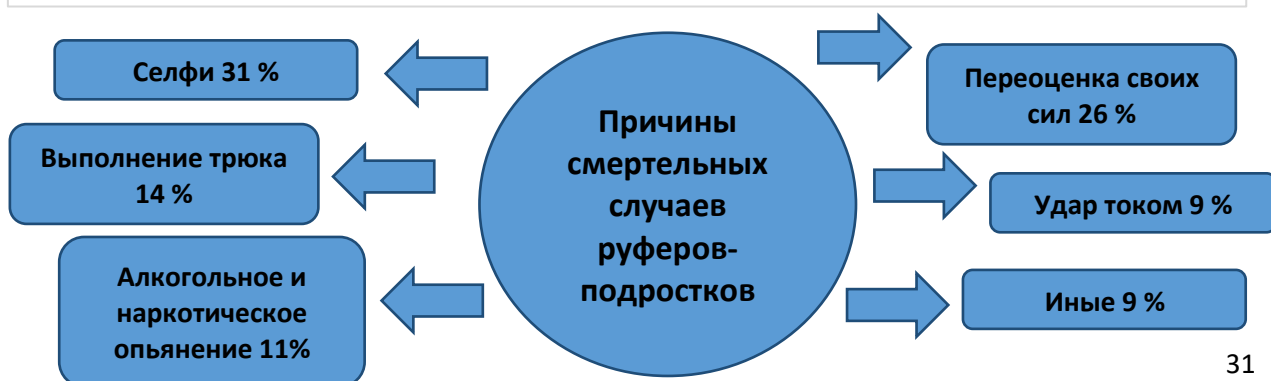 Селфи 31 %
Выполнение трюка
14 %
Алкогольное и
наркотическое
опьянение 11%
Причины
смертельных
случаев
руферов-
подростков
Переоценка своих
сил 26 %
Удар током 9 %
Иные 9 %
31